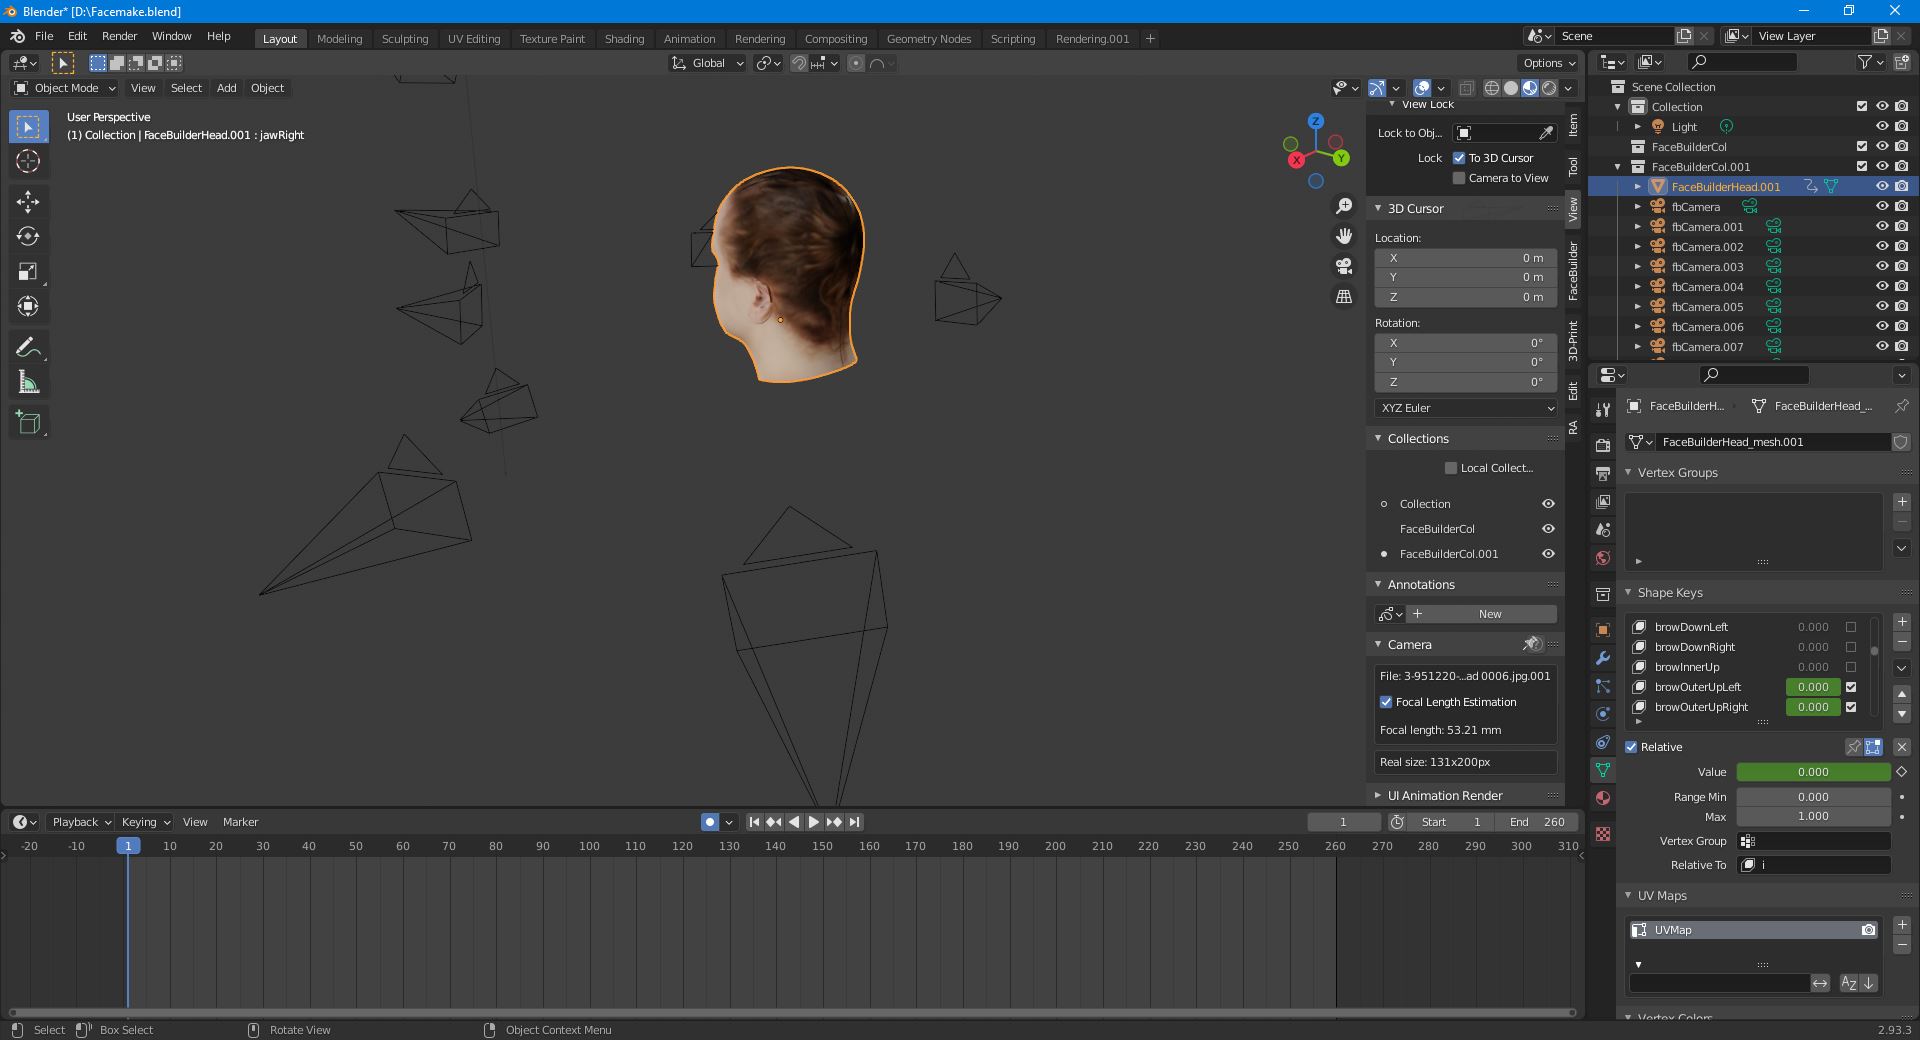 Blender* [D:\Facemake.blend]
File Edit Render Window Help Layout Modeling Sculpting UV Editing Texture Paint Shading Animation Rendering Compositing Geometry Nodes Scripting Rendering.001 + Scene View Layer
Global Options
Object Mode View Select Add Object
User Perspective
(1) Collection | FaceBuilderHead.001 : jawRight
Z
X
Y
View Lock
Lock to Obj...
Lock To 3D Cursor
Camera to View
3D Cursor
Location:
X 0 m
Y 0 m
Z 0 m
Rotation:
X 0°
Y 0°
Z 0°
XYZ Euler
Collections
Local Collect...
Collection
FaceBuilderCol
FaceBuilderCol.001
Annotations
+ New
Camera
File: 3-951220-...ad 0006.jpg.001
Focal Length Estimation
Focal length: 53.21 mm
Real size: 131x200px
UI Animation Render
Item
Tool
View
FaceBuilder
3D-Print
Edit
RA
Scene Collection
Collection
Light
FaceBuilderCol
FaceBuilderCol.001
FaceBuilderHead.001
fbCamera
fbCamera.001
fbCamera.002
fbCamera.003
fbCamera.004
fbCamera.005
fbCamera.006
fbCamera.007
FaceBuilderH... FaceBuilderHead_...
FaceBuilderHead_mesh.001
Vertex Groups
Shape Keys
browDownLeft 0.000
browDownRight 0.000
browInnerUp 0.000
browOuterUpLeft 0.000
browOuterUpRight 0.000
Relative
Value 0.000
Range Min 0.000
Max 1.000
Vertex Group
Relative To i
UV Maps
UVMap
AZ
Vertex Colors
Playback Keying View Marker 1 Start 1 End 260
-20 -10 1 10 20 30 40 50 60 70 80 90 100 110 120 130 140 150 160 170 180 190 200 210 220 230 240 250 260 270 280 290 300 310
Select Box Select Rotate View Object Context Menu 2.93.3